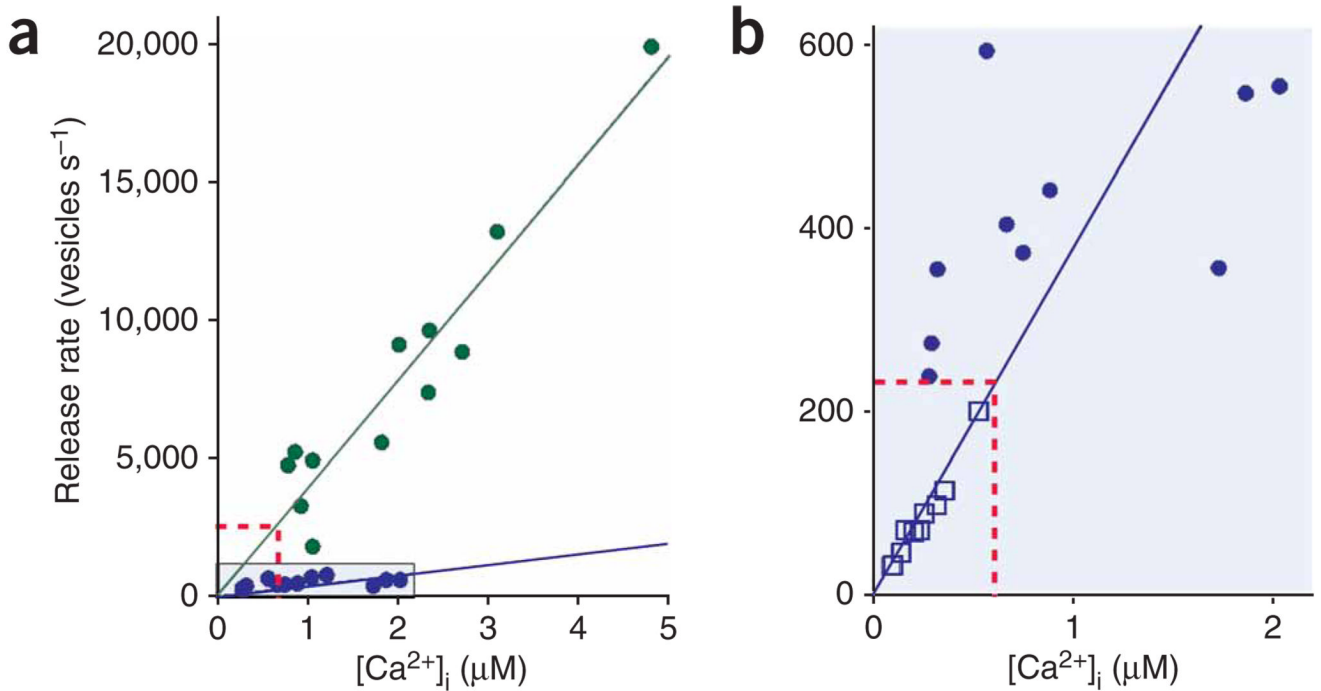 a
Release rate (vesicles s⁻¹)
20,000
15,000
10,000
5,000
0
0 1 2 3 4 5
[Ca²⁺]ᵢ (μM)
b
600
400
200
0
0 1 2
[Ca²⁺]ᵢ (μM)